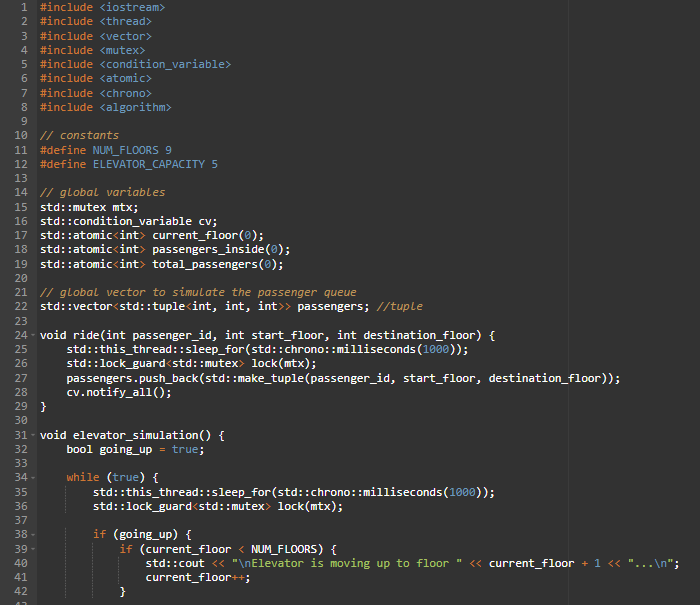 1 #include <iostream>
2 #include <thread>
3 #include <vector>
4 #include <mutex>
5 #include <condition_variable>
6 #include <atomic>
7 #include <chrono>
8 #include <algorithm>
9
10 // constants
11 #define NUM_FLOORS 9
12 #define ELEVATOR_CAPACITY 5
13
14 // global variables
15 std::mutex mtx;
16 std::condition_variable cv;
17 std::atomic<int> current_floor(0);
18 std::atomic<int> passengers_inside(0);
19 std::atomic<int> total_passengers(0);
20
21 // global vector to simulate the passenger queue
22 std::vector<std::tuple<int, int, int>> passengers; //tuple
23
24 void ride(int passenger_id, int start_floor, int destination_floor) {
25     std::this_thread::sleep_for(std::chrono::milliseconds(1000));
26     std::lock_guard<std::mutex> lock(mtx);
27     passengers.push_back(std::make_tuple(passenger_id, start_floor, destination_floor));
28     cv.notify_all();
29 }
30
31 void elevator_simulation() {
32     bool going_up = true;
33
34     while (true) {
35         std::this_thread::sleep_for(std::chrono::milliseconds(1000));
36         std::lock_guard<std::mutex> lock(mtx);
37
38         if (going_up) {
39             if (current_floor < NUM_FLOORS) {
40                 std::cout << "\nElevator is moving up to floor " << current_floor + 1 << "...\n";
41                 current_floor++;
42             }